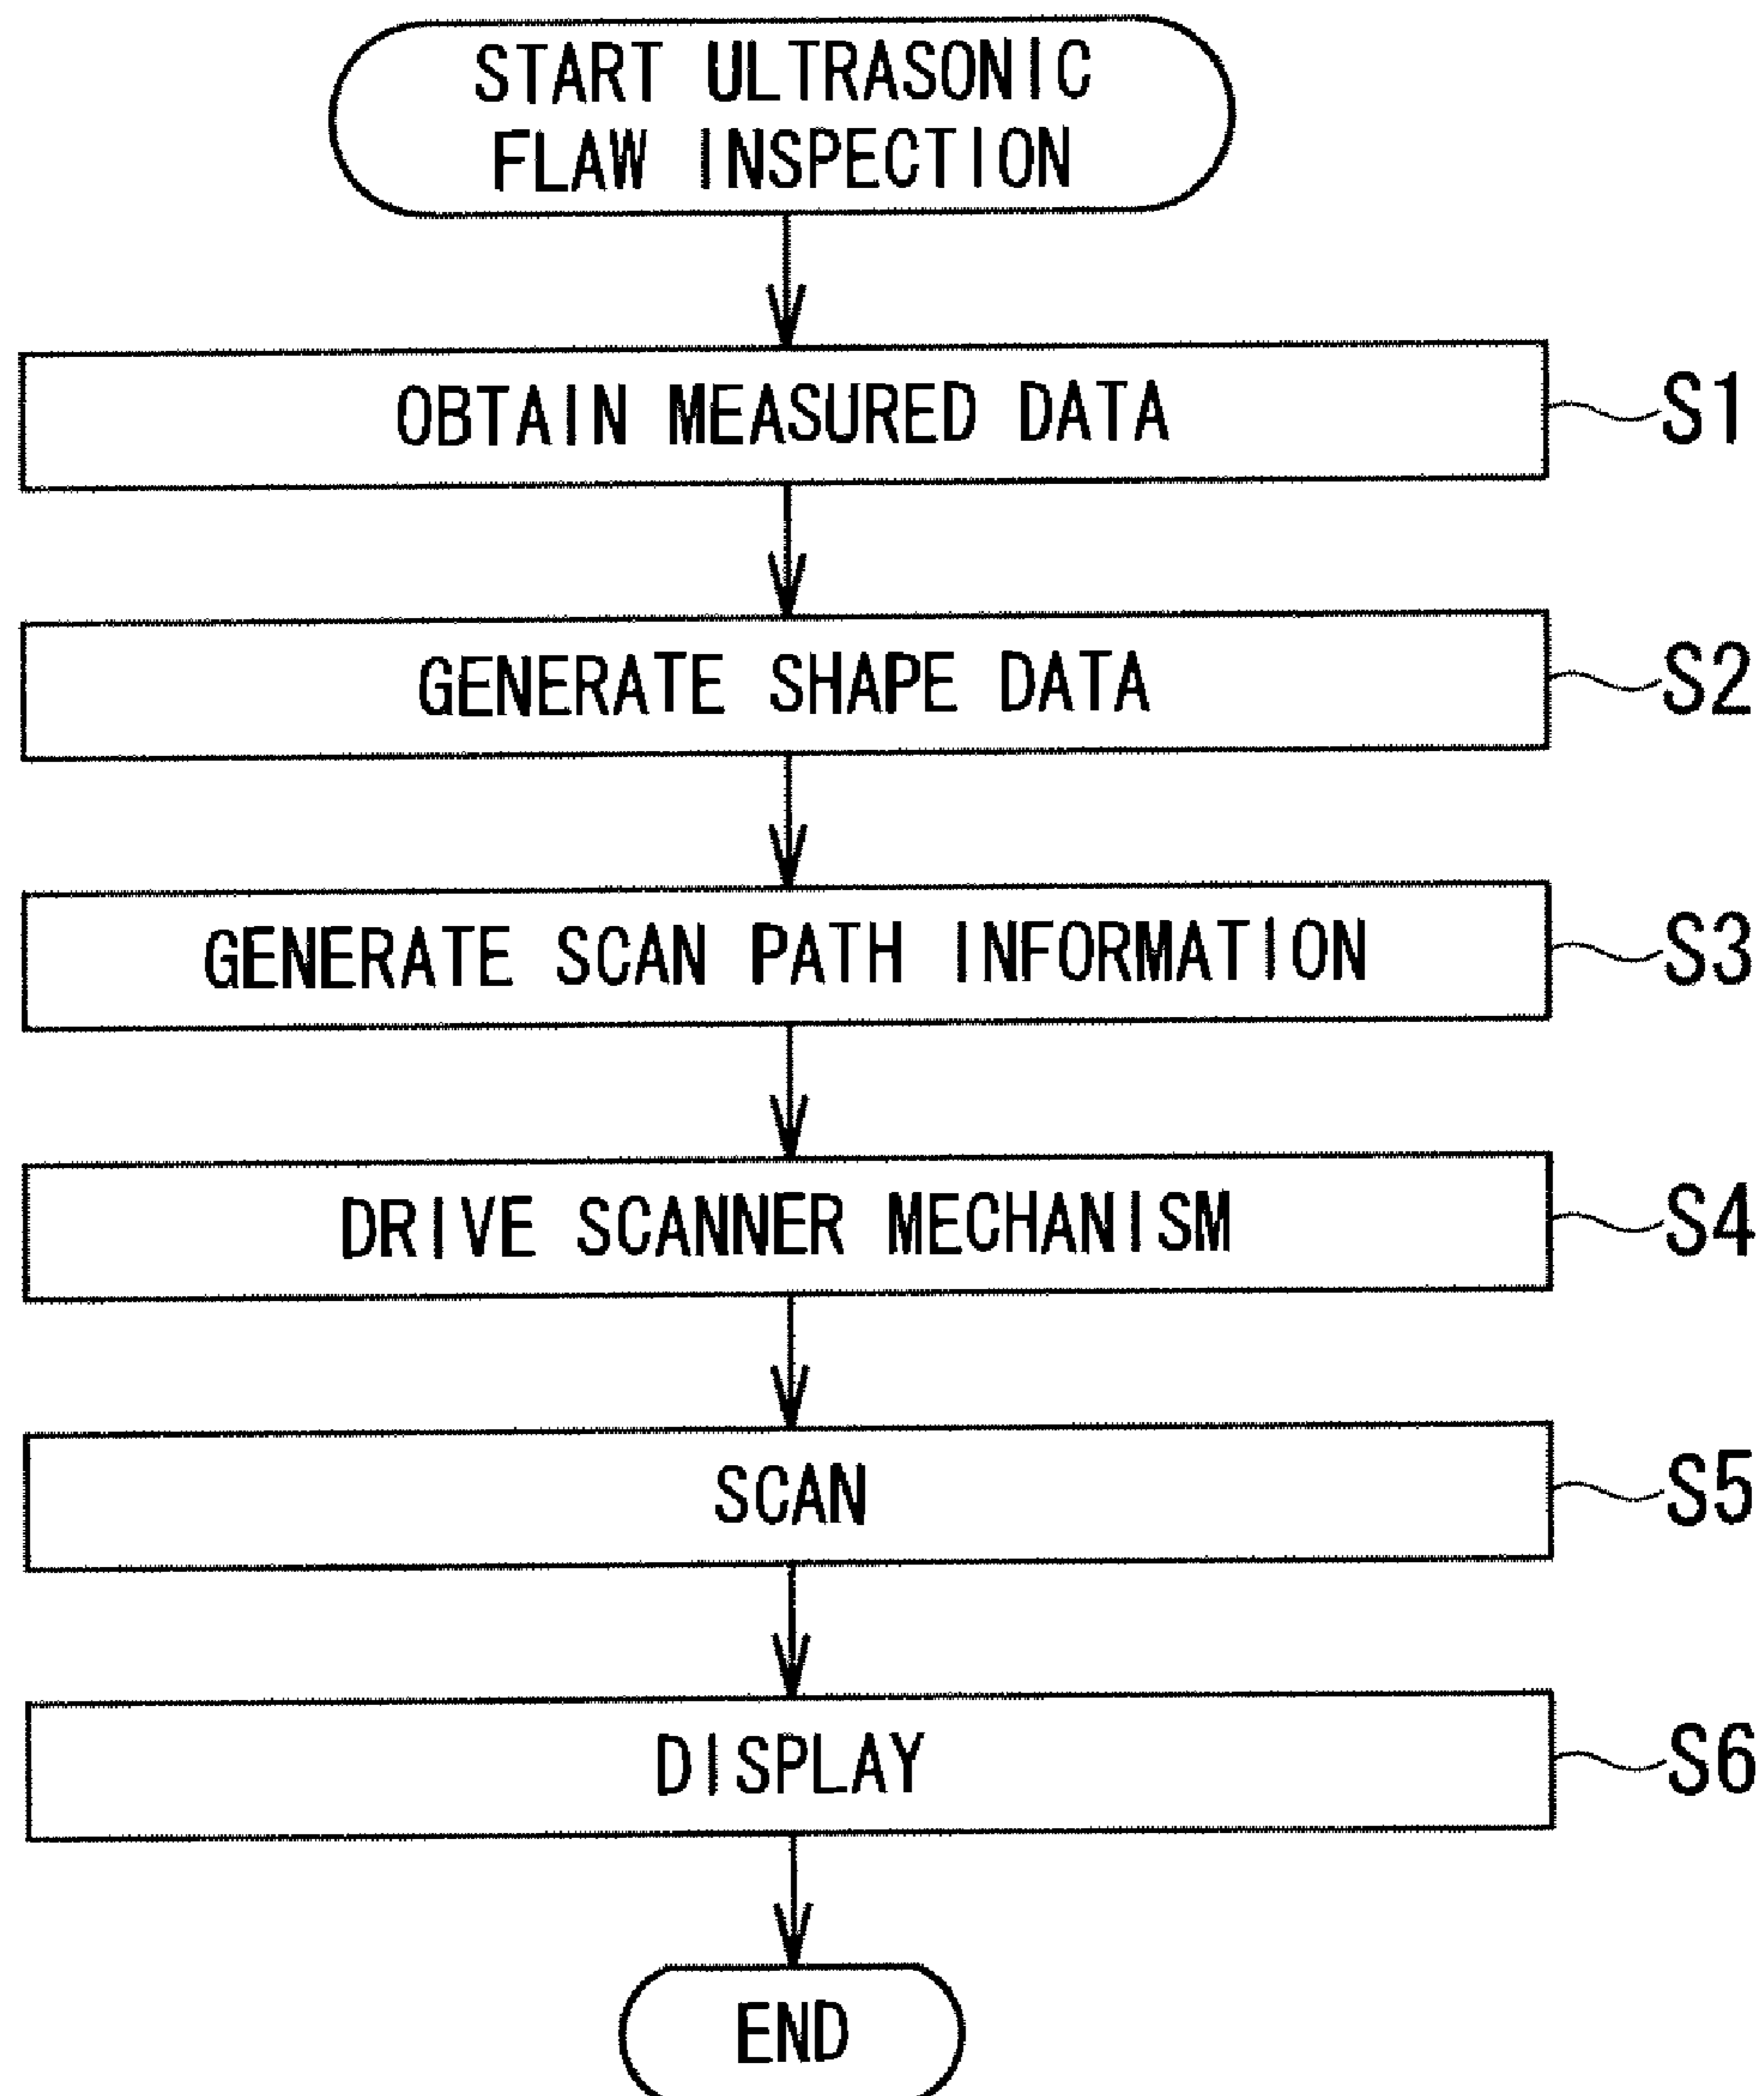 START ULTRASONIC
FLAW INSPECTION
OBTAIN MEASURED DATA
S1
GENERATE SHAPE DATA
S2
GENERATE SCAN PATH INFORMATION
S3
DRIVE SCANNER MECHANISM
S4
SCAN
S5
DISPLAY
S6
END